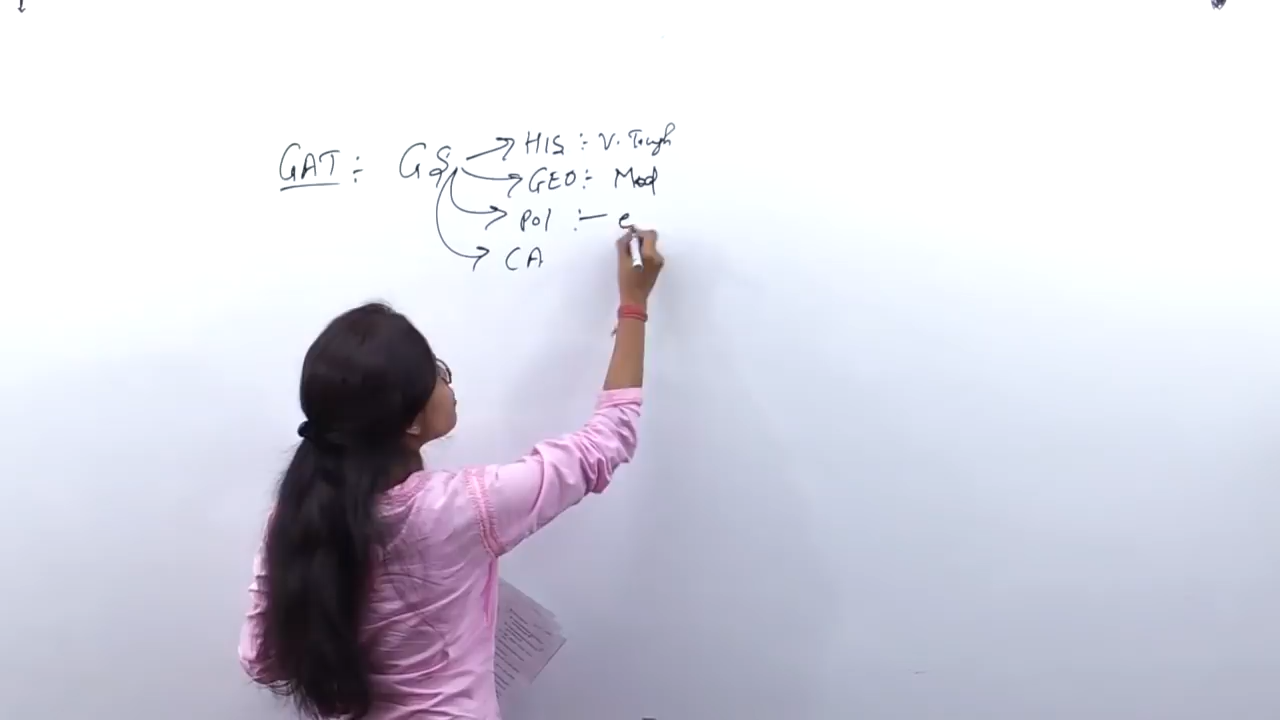 GAT :- GS → HIS :- V. Tough
→ GEO :- Mod
→ Pol :- e
→ CA